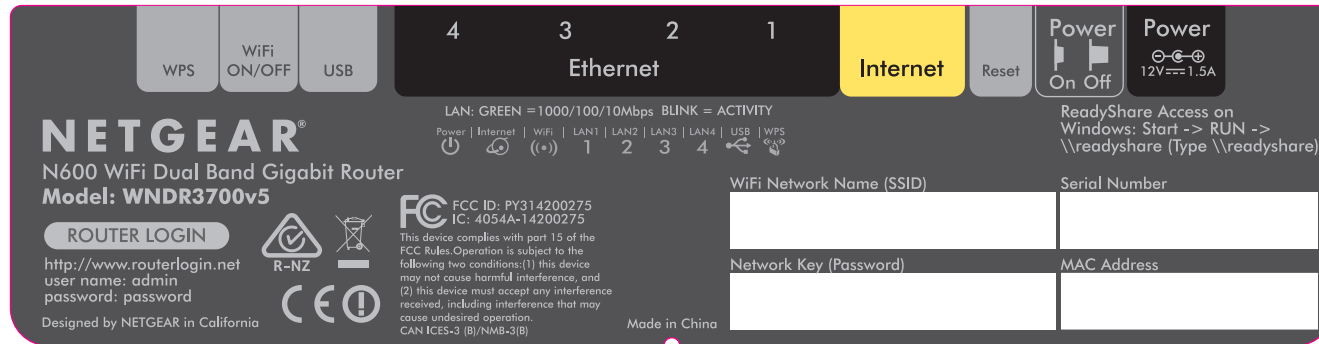 WPS
WiFi
ON/OFF
USB
4 3 2 1
Ethernet
Internet
Reset
Power
On Off
Power
12V 1.5A
LAN: GREEN =1000/100/10Mbps BLINK = ACTIVITY
Power | Internet | WiFi | LAN1 | LAN2 | LAN3 | LAN4 | USB | WPS
1 2 3 4
ReadyShare Access on
Windows: Start -> RUN ->
\\readyshare (Type \\readyshare)
NETGEAR®
N600 WiFi Dual Band Gigabit Router
Model: WNDR3700v5
ROUTER LOGIN
http://www.routerlogin.net
user name: admin
password: password
Designed by NETGEAR in California
R-NZ
CE
FC FCC ID: PY314200275
IC: 4054A-14200275
This device complies with part 15 of the
FCC Rules.Operation is subject to the
following two conditions:(1) this device
may not cause harmful interference, and
(2) this device must accept any interference
received, including interference that may
cause undesired operation.
CAN ICES-3 (B)/NMB-3(B)
Made in China
WiFi Network Name (SSID)
Serial Number
Network Key (Password)
MAC Address